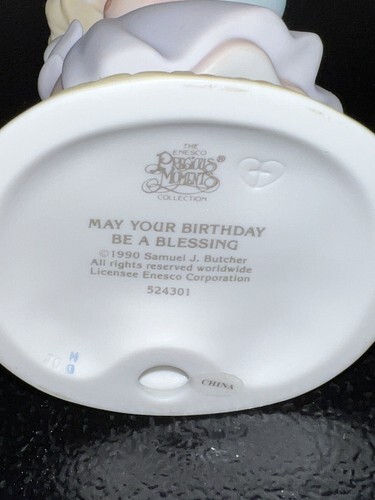 THE
ENESCO
PRECIOUS
MOMENTS®
COLLECTION
MAY YOUR BIRTHDAY
BE A BLESSING
©1990 Samuel J. Butcher
All rights reserved worldwide
Licensee Enesco Corporation
524301
CHINA